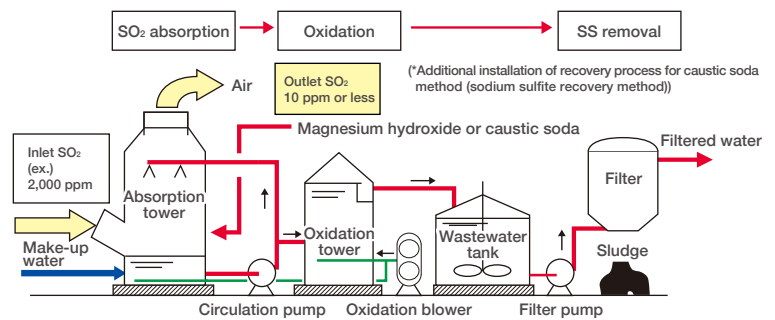 SO₂ absorption
Oxidation
SS removal
Air
Outlet SO₂
10 ppm or less
(*Additional installation of recovery process for caustic soda
method (sodium sulfite recovery method))
Magnesium hydroxide or caustic soda
Filtered water
Inlet SO₂
(ex.)
2,000 ppm
Absorption
tower
Filter
Oxidation
tower
Wastewater
tank
Make-up
water
Sludge
Circulation pump
Oxidation blower
Filter pump